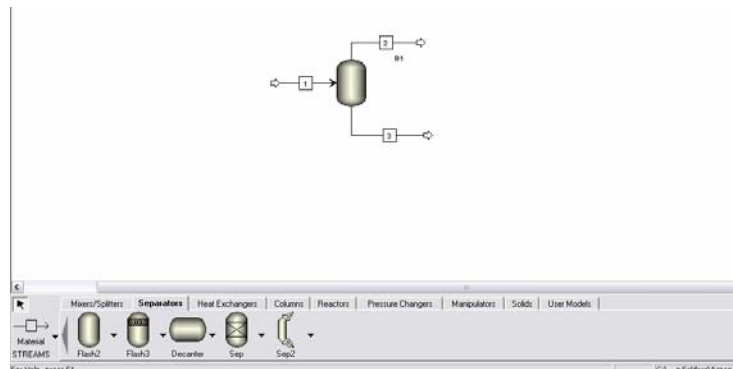 2
B1
1
3
Mixers/Splitters Separators Heat Exchangers Columns Reactors Pressure Changers Manipulators Solids User Models
Material
STREAMS Flash2 Flash3 Decanter Sep Sep2